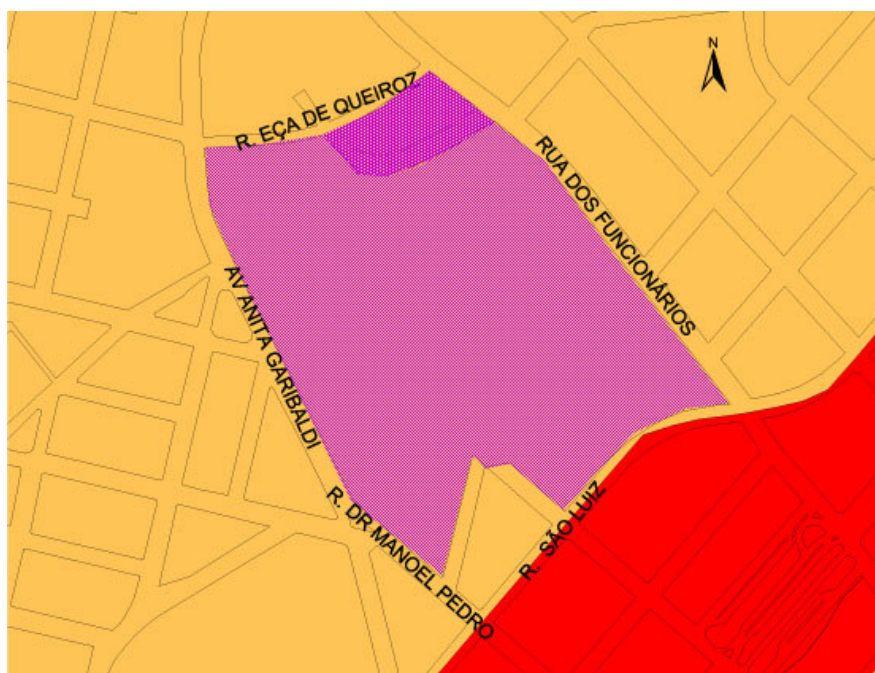 N
R. EÇA DE QUEIROZ
RUA DOS FUNCIONÁRIOS
AV ANITA GARIBALDI
R. DR MANOEL PEDRO
R. SÃO LUIZ